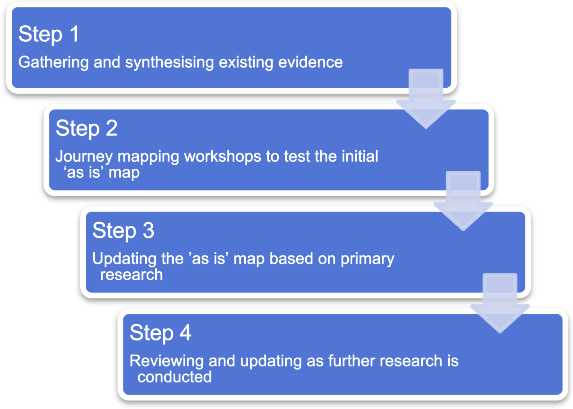 Step 1
Gathering and synthesising existing evidence
Step 2
Journey mapping workshops to test the initial
‘as is’ map
Step 3
Updating the ’as is’ map based on primary
research
Step 4
Reviewing and updating as further research is
conducted